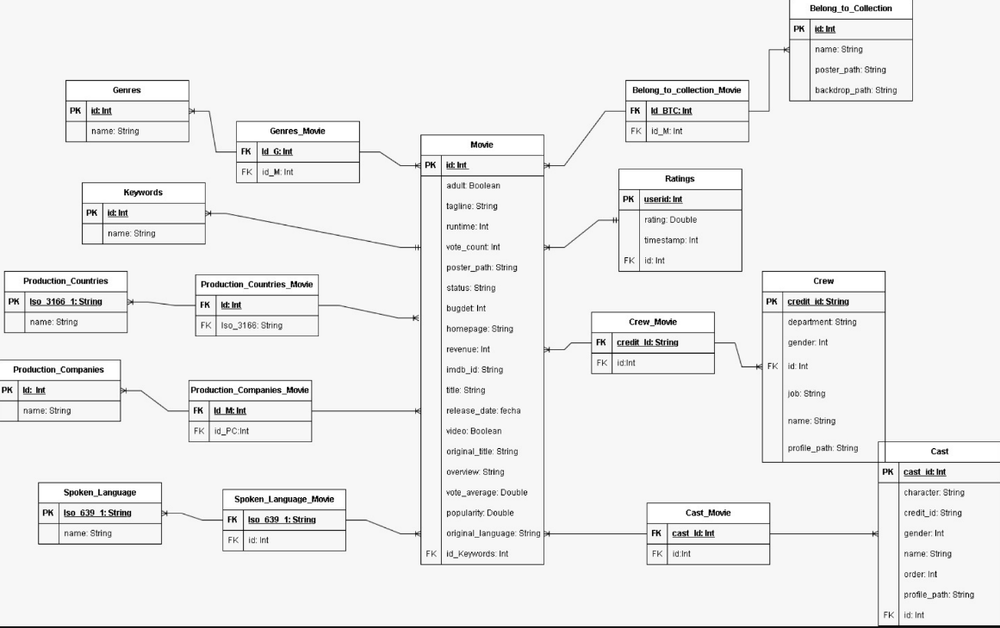 Belong_to_Collection
PK id: Int
name: String
poster_path: String
backdrop_path: String
Genres
PK id: Int
name: String
Belong_to_collection_Movie
FK Id_BTC: Int
FK id_M: Int
Genres_Movie
FK Id_G: Int
FK id_M: Int
Movie
PK id: Int
adult: Boolean
tagline: String
runtime: Int
vote_count: Int
poster_path: String
status: String
bugdet: Int
homepage: String
revenue: Int
imdb_id: String
title: String
release_date: fecha
video: Boolean
original_title: String
overview: String
vote_average: Double
popularity: Double
original_language: String
FK id_Keywords: Int
Keywords
PK id: Int
name: String
Ratings
PK userid: Int
rating: Double
timestamp: Int
FK id: Int
Production_Countries
PK Iso_3166_1: String
name: String
Production_Countries_Movie
FK Id: Int
FK Iso_3166: String
Crew
PK credit_id: String
department: String
gender: Int
FK id: Int
job: String
name: String
profile_path: String
Crew_Movie
FK credit_Id: String
FK id:Int
Production_Companies
PK Id: Int
name: String
Production_Companies_Movie
FK Id_M: Int
FK id_PC:Int
Cast
PK cast_id: Int
character: String
credit_id: String
gender: Int
name: String
order: Int
profile_path: String
FK id: Int
Spoken_Language
PK Iso_639_1: String
name: String
Spoken_Language_Movie
FK Iso_639_1: String
FK id: Int
Cast_Movie
FK cast_Id: Int
FK id:Int